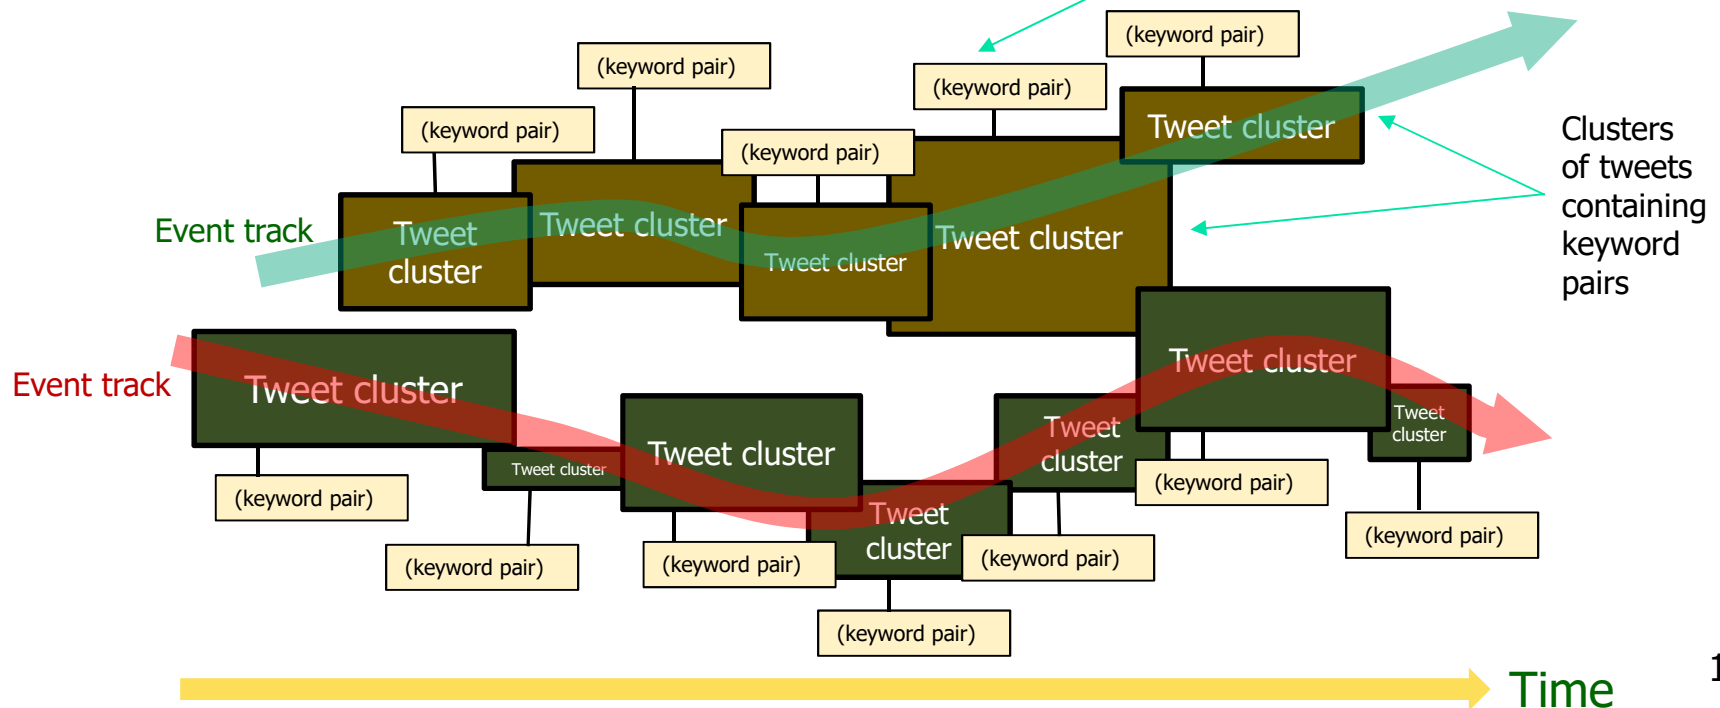 (keyword pair)
(keyword pair)
(keyword pair)
(keyword pair)
(keyword pair)
Tweet cluster
Clusters
of tweets
containing
keyword
pairs
Event track
Tweet
cluster
Tweet cluster
Tweet cluster
Tweet cluster
Event track
Tweet cluster
Tweet cluster
Tweet cluster
Tweet
cluster
Tweet
cluster
Tweet cluster
Tweet
cluster
(keyword pair)
(keyword pair)
(keyword pair)
(keyword pair)
(keyword pair)
(keyword pair)
(keyword pair)
Time